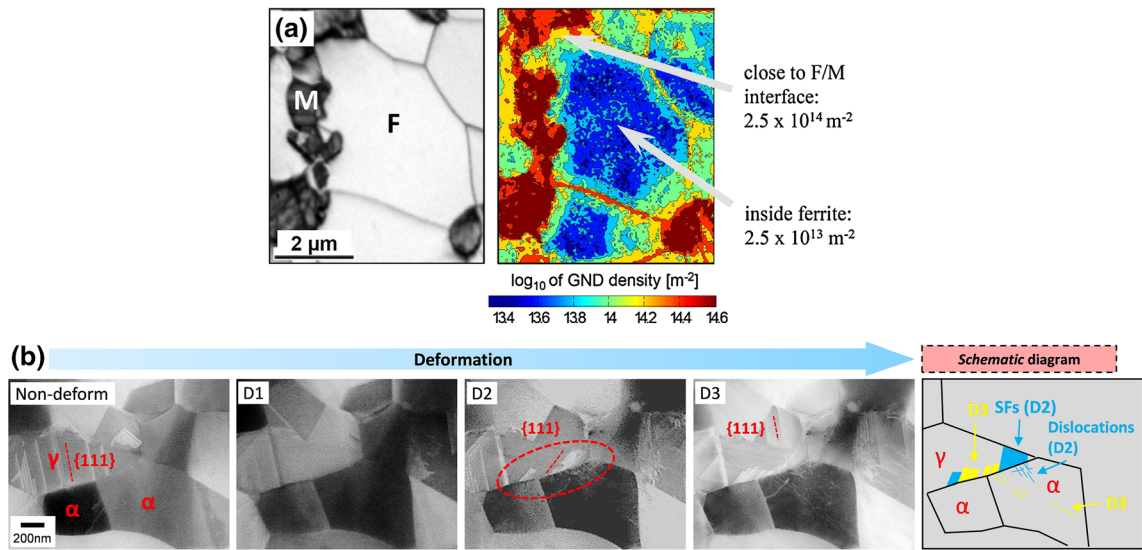 (a)
M
F
2 µm
close to F/M
interface:
2.5 x 10¹⁴ m⁻²
inside ferrite:
2.5 x 10¹³ m⁻²
log₁₀ of GND density [m⁻²]
13.4 13.6 13.8 14 14.2 14.4 14.6
(b)
Deformation
Schematic diagram
Non-deform
γ
{111}
α
α
200nm
D1
D2
{111}
D3
{111}
D3
SFs (D2)
Dislocations
(D2)
γ
α
α
D3